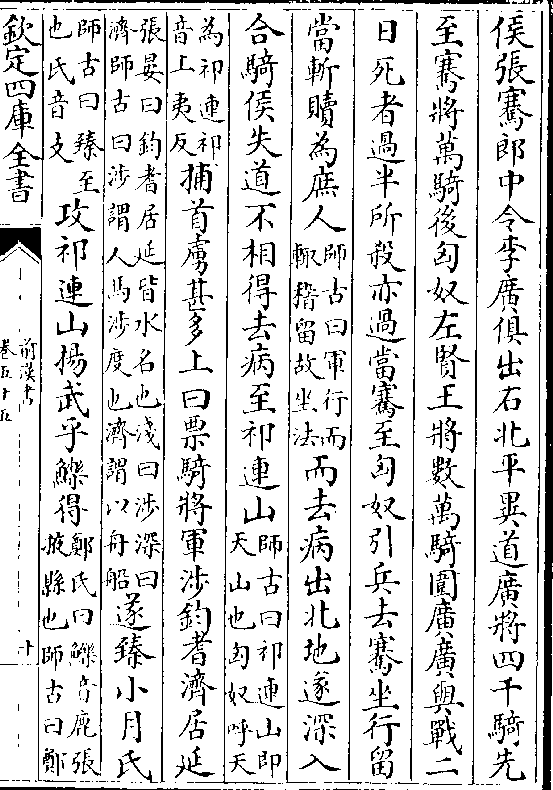 侯張騫郎中令李廣俱出右北平異道廣將四千騎先
至騫將萬騎後匈奴左賢王將數萬騎圍廣廣與戰二
日死者過半所殺亦過當騫至匈奴引兵去騫坐行留
當斬贖為庶人師古曰軍行而輒稽留故坐法而去病出北地遂深入
合騎侯失道不相得去病至祁連山師古曰祁連山即天山也匈奴呼天
為祁連祁音上夷反捕首虜甚多上曰票騎將軍涉鈞耆濟居延
張晏曰鈞耆居延皆水名也淺曰涉深曰濟師古曰涉謂人馬涉度也濟謂以舟船遂臻小月氏
師古曰臻至也氏音支攻祁連山揚武乎鱳得鄭氏曰鱳音鹿張掖縣也師古曰鄭
欽定四庫全書
前漢書
卷五十五
十